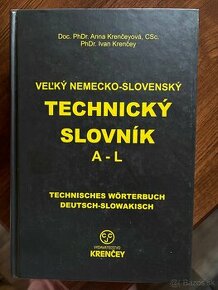 Doc. PhDr. Anna Krenčeyová, CSc.
PhDr. Ivan Krenčey
VEĽKÝ NEMECKO-SLOVENSKÝ
TECHNICKÝ
SLOVNÍK
A - L
TECHNISCHES WÖRTERBUCH
DEUTSCH-SLOWAKISCH
VYDAVATEĽSTVO
KRENČEY